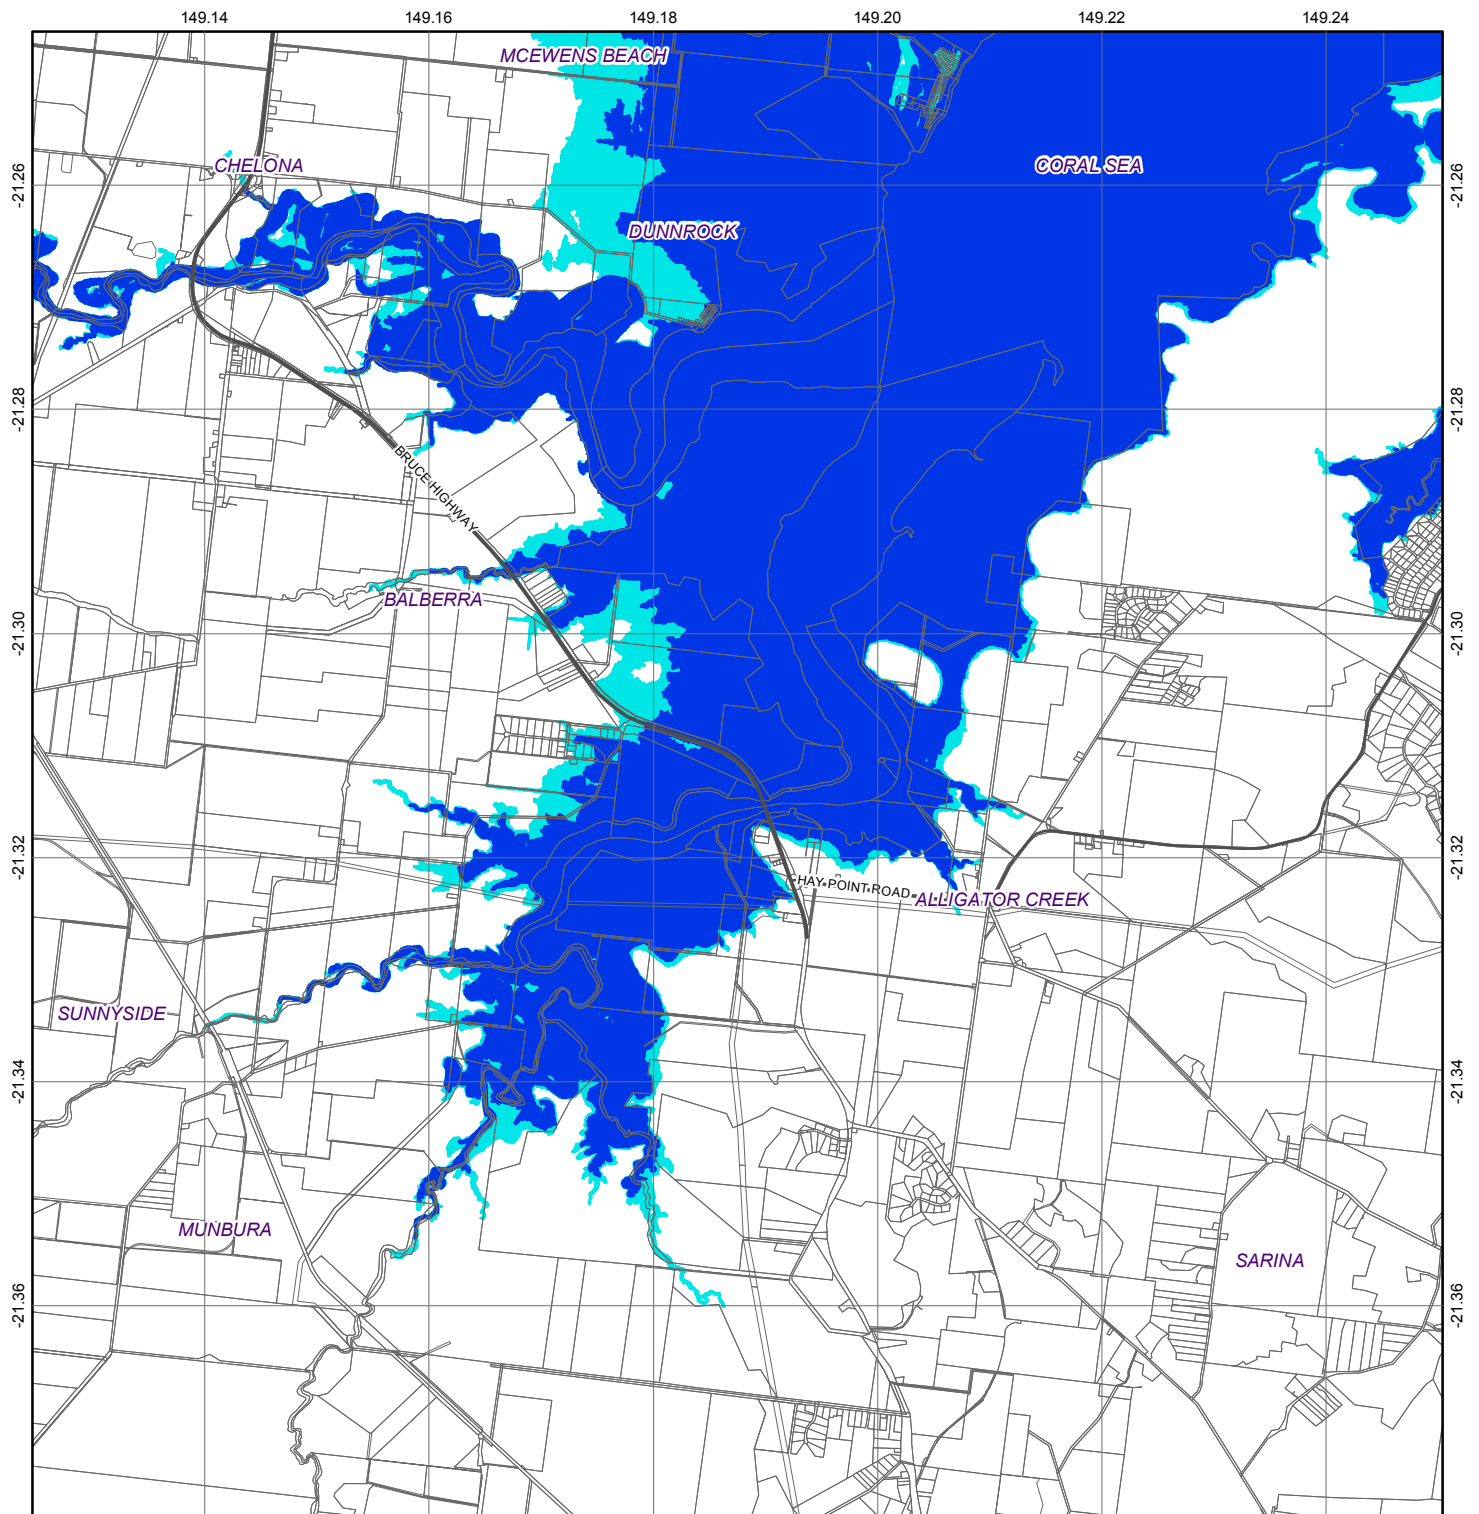 149.14 149.16 149.18 149.20 149.22 149.24
MCEWENS BEACH
CHELONA
CORAL SEA
-21.26 -21.26
DUNNROCK
-21.28 -21.28
BRUCE HIGHWAY
BALBERRA
-21.30 -21.30
-21.32 -21.32
HAY POINT ROAD
ALLIGATOR CREEK
SUNNYSIDE
-21.34 -21.34
MUNBURA
SARINA
-21.36 -21.36